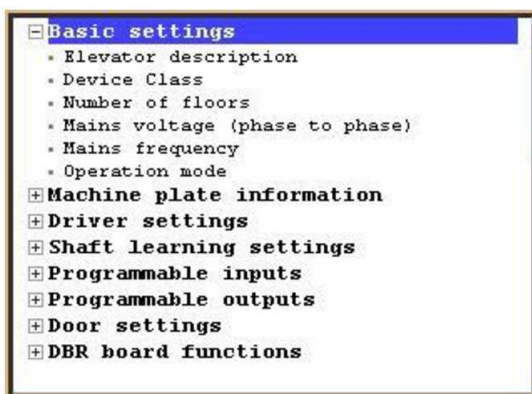 Basic settings
Elevator description
Device Class
Number of floors
Mains voltage (phase to phase)
Mains frequency
Operation mode
Machine plate information
Driver settings
Shaft learning settings
Programmable inputs
Programmable outputs
Door settings
DBR board functions